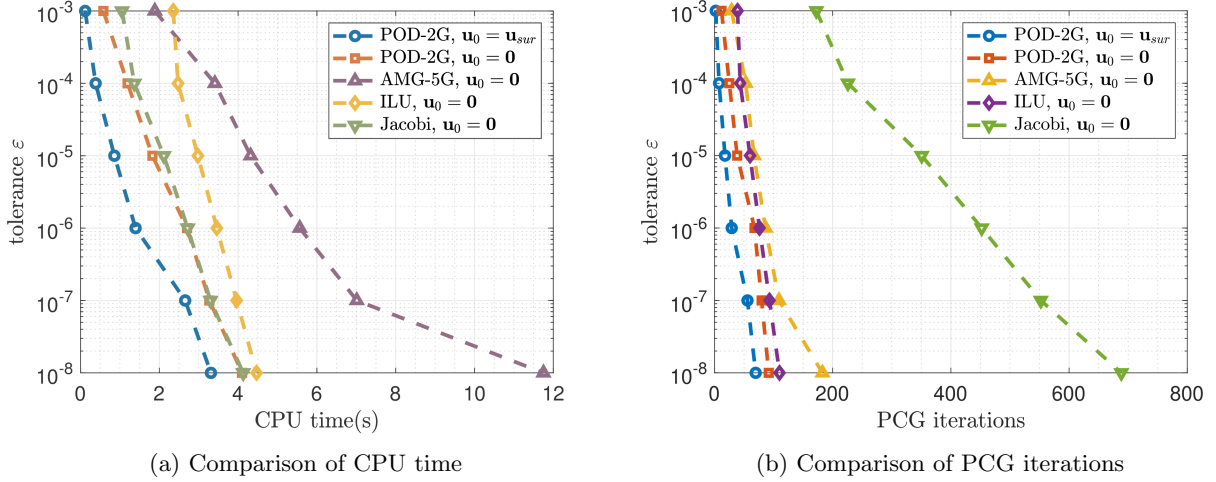 10⁻³
10⁻⁴
10⁻⁵
10⁻⁶
10⁻⁷
10⁻⁸
tolerance ε
0 2 4 6 8 10 12
CPU time(s)
POD-2G, u₀ = u_sur
POD-2G, u₀ = 0
AMG-5G, u₀ = 0
ILU, u₀ = 0
Jacobi, u₀ = 0
(a) Comparison of CPU time
10⁻³
10⁻⁴
10⁻⁵
10⁻⁶
10⁻⁷
10⁻⁸
tolerance ε
0 200 400 600 800
PCG iterations
POD-2G, u₀ = u_sur
POD-2G, u₀ = 0
AMG-5G, u₀ = 0
ILU, u₀ = 0
Jacobi, u₀ = 0
(b) Comparison of PCG iterations